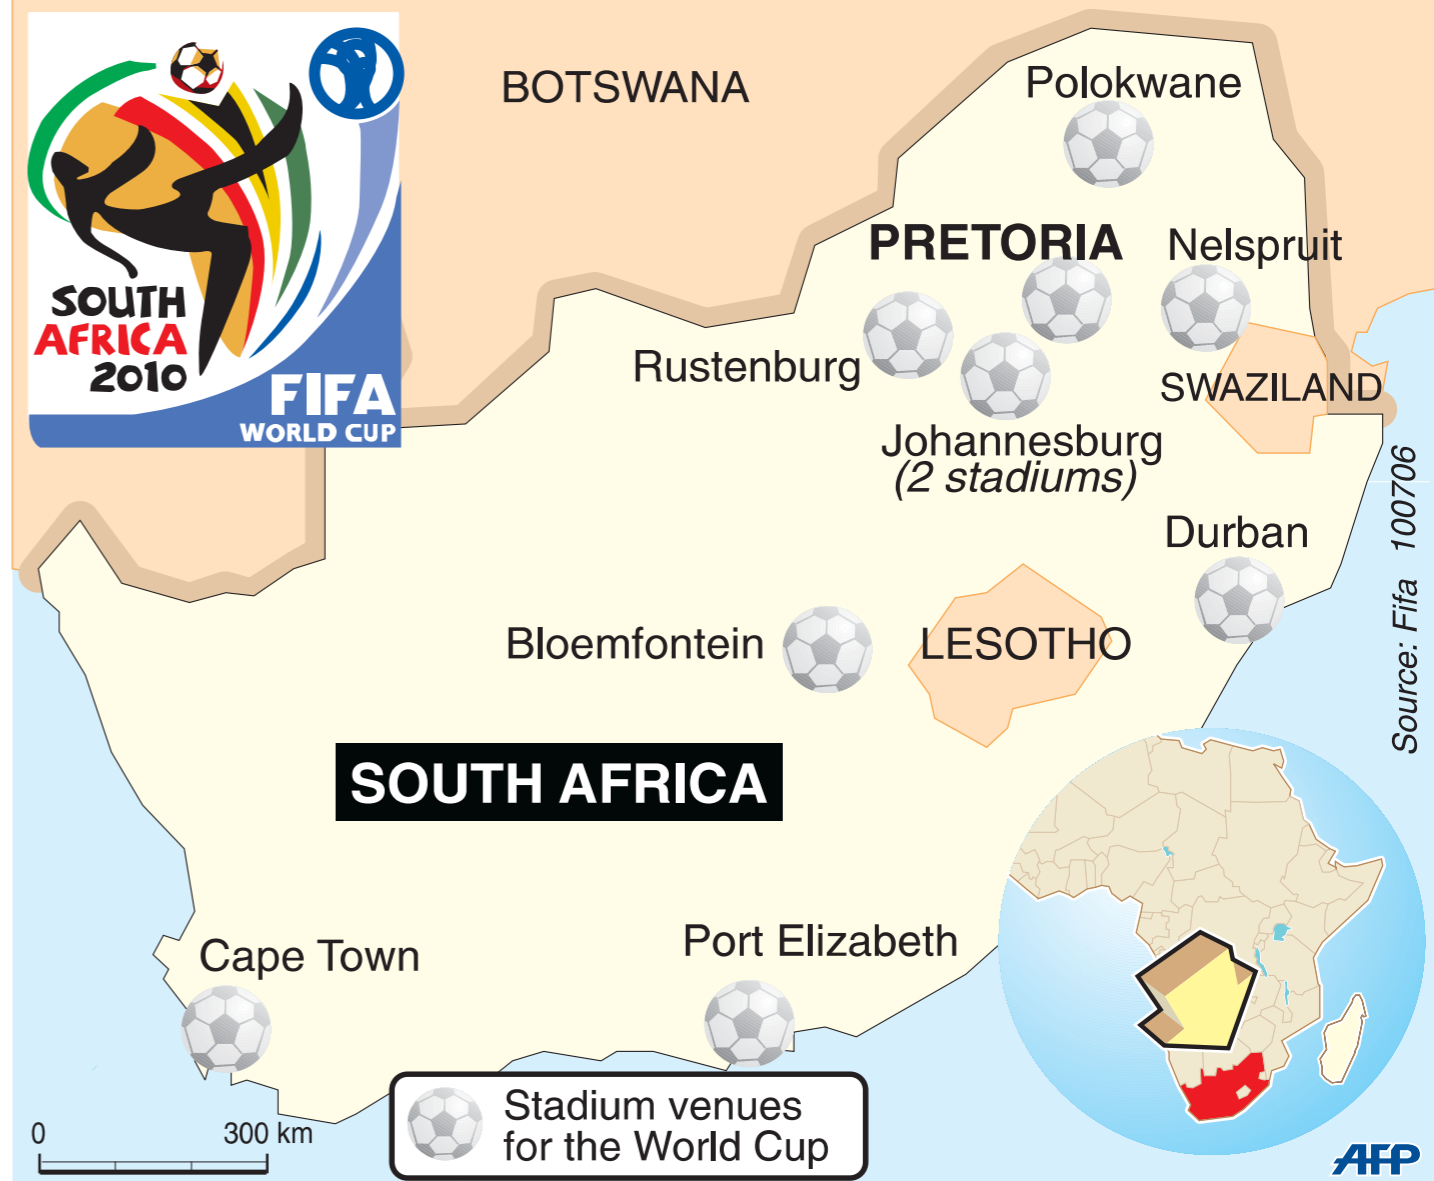 SOUTH
AFRICA
2010
FIFA
WORLD CUP
BOTSWANA
Polokwane
PRETORIA
Nelspruit
Rustenburg
SWAZILAND
Johannesburg
(2 stadiums)
Durban
Bloemfontein
LESOTHO
SOUTH AFRICA
Cape Town
Port Elizabeth
Stadium venues
for the World Cup
0 300 km
Source: Fifa 100706
AFP